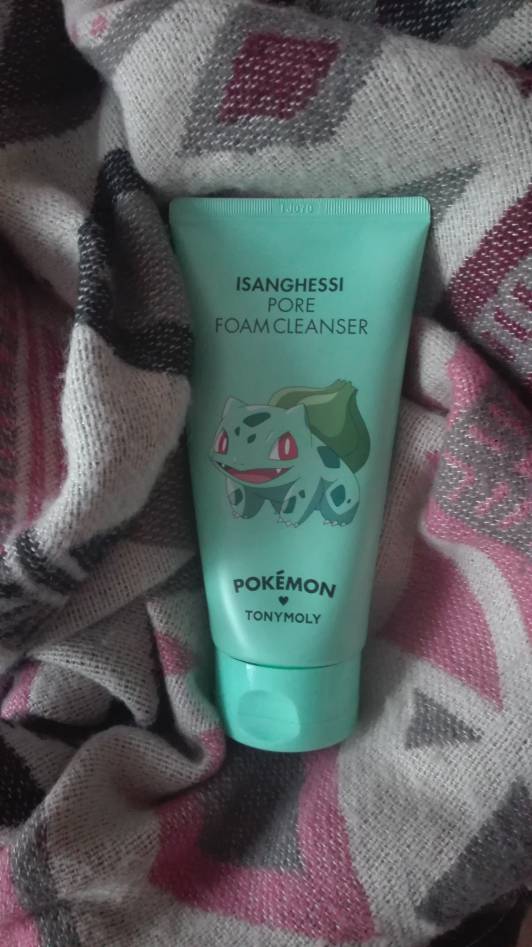 ISANGHESSI
PORE
FOAM CLEANSER
POKÉMON
♥
TONYMOLY